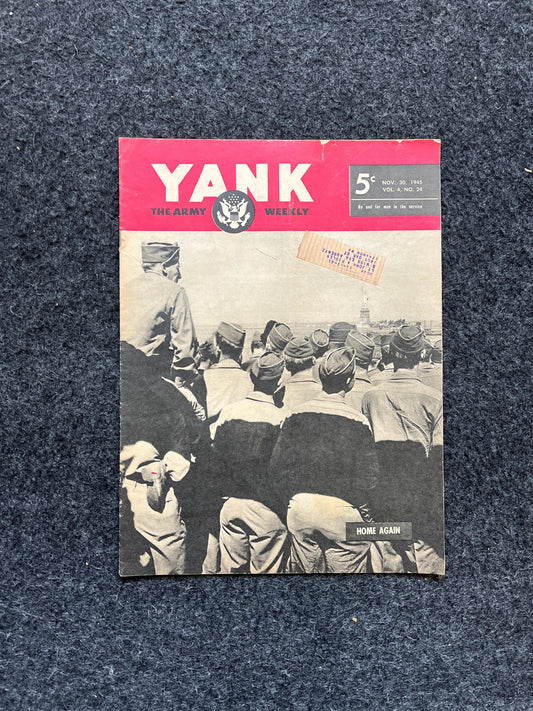 YANK
THE ARMY WEEKLY
5¢
NOV. 30, 1945
VOL. 4, NO. 24
By and for men in the service
HOME AGAIN